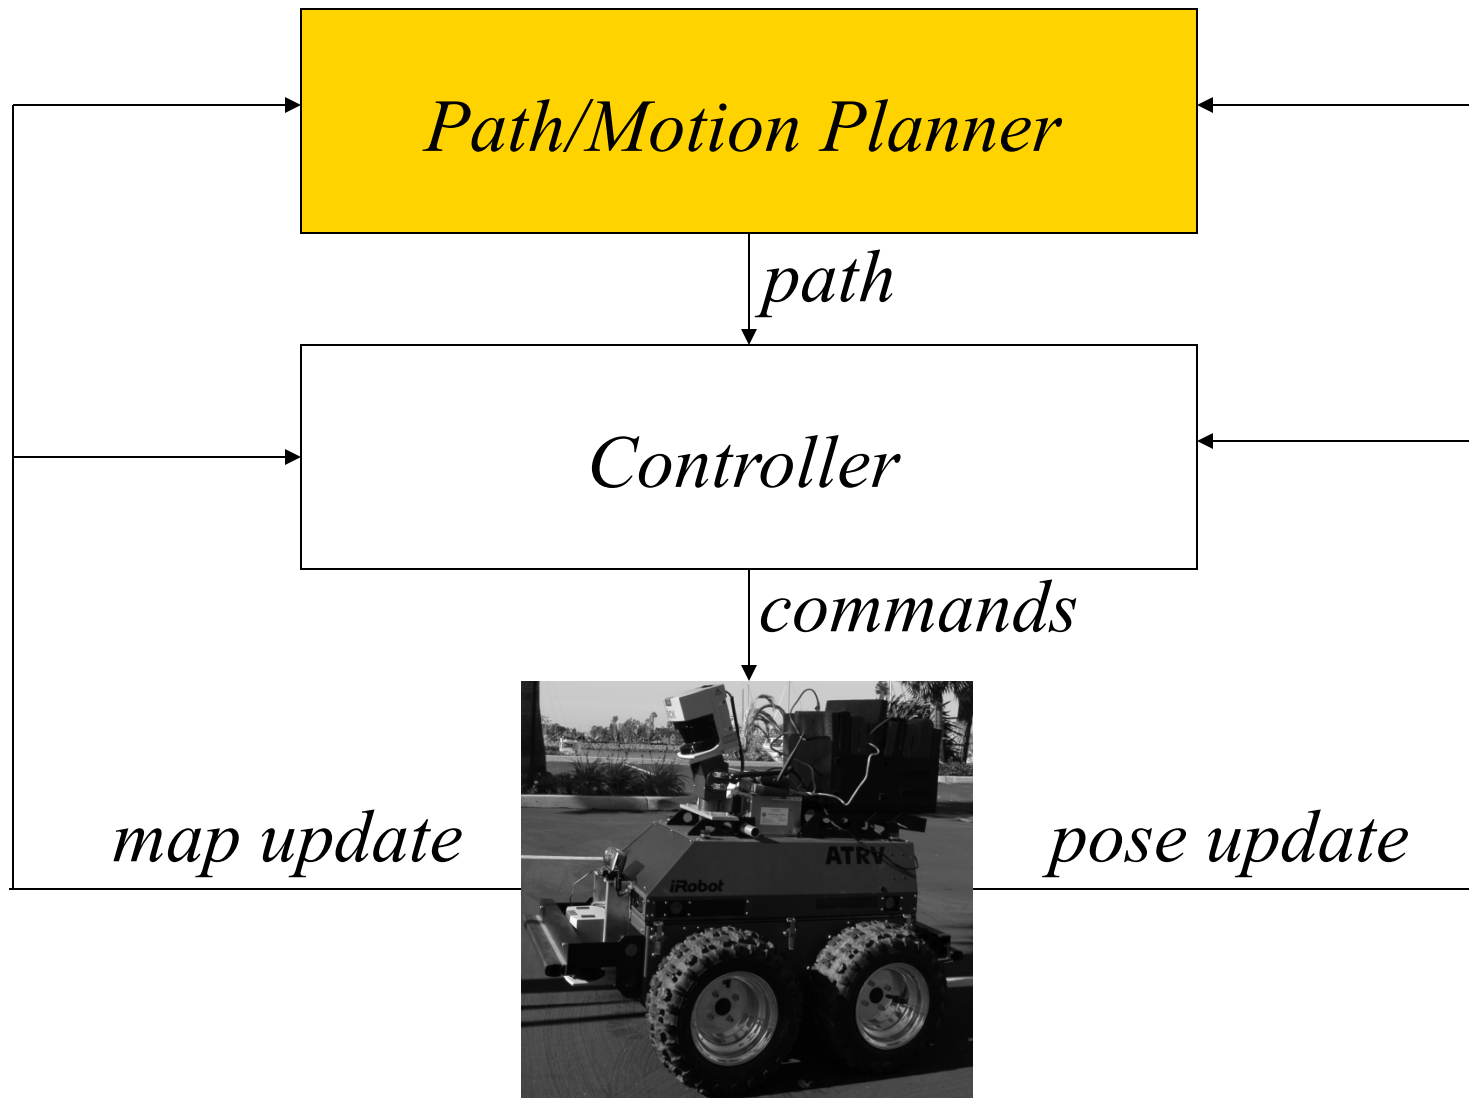 Path/Motion Planner
path
Controller
commands
map update
pose update
ATRV
iRobot